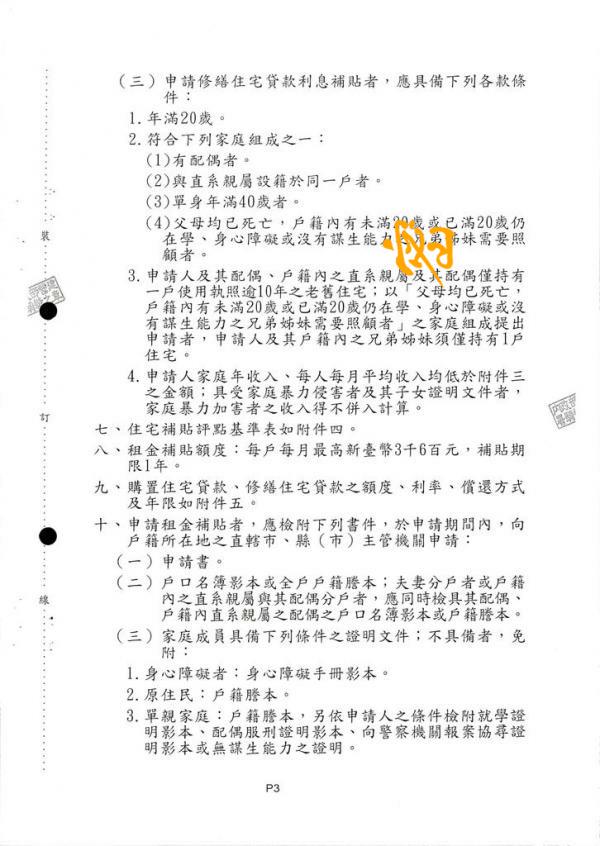 (三)申請修繕住宅貸款利息補貼者,應具備下列各款條
件:
1.年滿20歲。
2.符合下列家庭組成之一:
(1)有配偶者。
(2)與直系親屬設籍於同一戶者。
(3)單身年滿40歲者。
(4)父母均已死亡,戶籍內有未滿20歲或已滿20歲仍
在學、身心障礙或沒有謀生能力之兄弟姊妹需要照
顧者。
3.申請人及其配偶、戶籍內之直系親屬及其配偶僅持有
一戶使用執照逾10年之老舊住宅;以「父母均已死亡,
戶籍內有未滿20歲或已滿20歲仍在學、身心障礙或沒
有謀生能力之兄弟姊妹需要照顧者」之家庭組成提出
申請者,申請人及其戶籍內之兄弟姊妹須僅持有1戶
住宅。
4.申請人家庭年收入、每人每月平均收入均低於附件三
之金額;具受家庭暴力侵害者及其子女證明文件者,
家庭暴力加害者之收入得不併入計算。
七、住宅補貼評點基準表如附件四。
八、租金補貼額度:每戶每月最高新臺幣3千6百元,補貼期
限1年。
九、購置住宅貸款、修繕住宅貸款之額度、利率、償還方式
及年限如附件五。
十、申請租金補貼者,應檢附下列書件,於申請期間內,向
戶籍所在地之直轄市、縣(市)主管機關申請:
(一)申請書。
(二)戶口名簿影本或全戶戶籍謄本;夫妻分戶者或戶籍
內之直系親屬與其配偶分戶者,應同時檢具其配偶、
戶籍內直系親屬之配偶之戶口名簿影本或戶籍謄本。
(三)家庭成員具備下列條件之證明文件;不具備者,免
附:
1.身心障礙者:身心障礙手冊影本。
2.原住民:戶籍謄本。
3.單親家庭:戶籍謄本,另依申請人之條件檢附就學證
明影本、配偶服刑證明影本、向警察機關報案協尋證
明影本或無謀生能力之證明。
裝
訂
線
P3